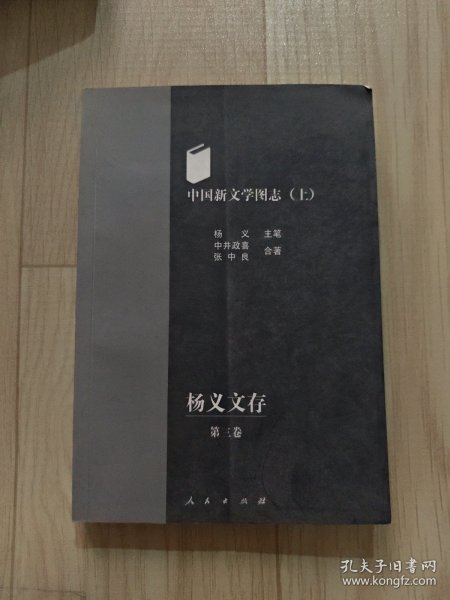 中国新文学图志（上）
杨 义 主笔
中井政喜
张中良 合著
杨义文存
第三卷
人民出版社
孔夫子旧书网
www.kongfz.com